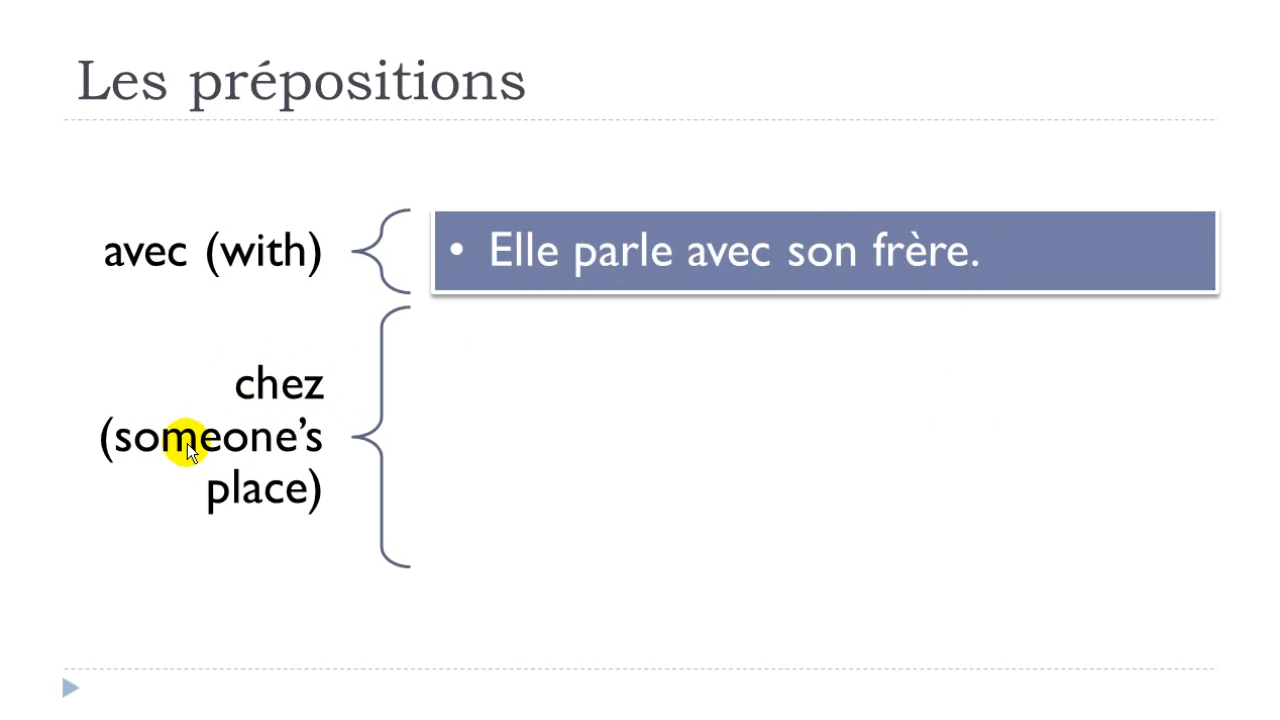 Les prépositions
avec (with)
• Elle parle avec son frère.
chez
(someone’s
place)